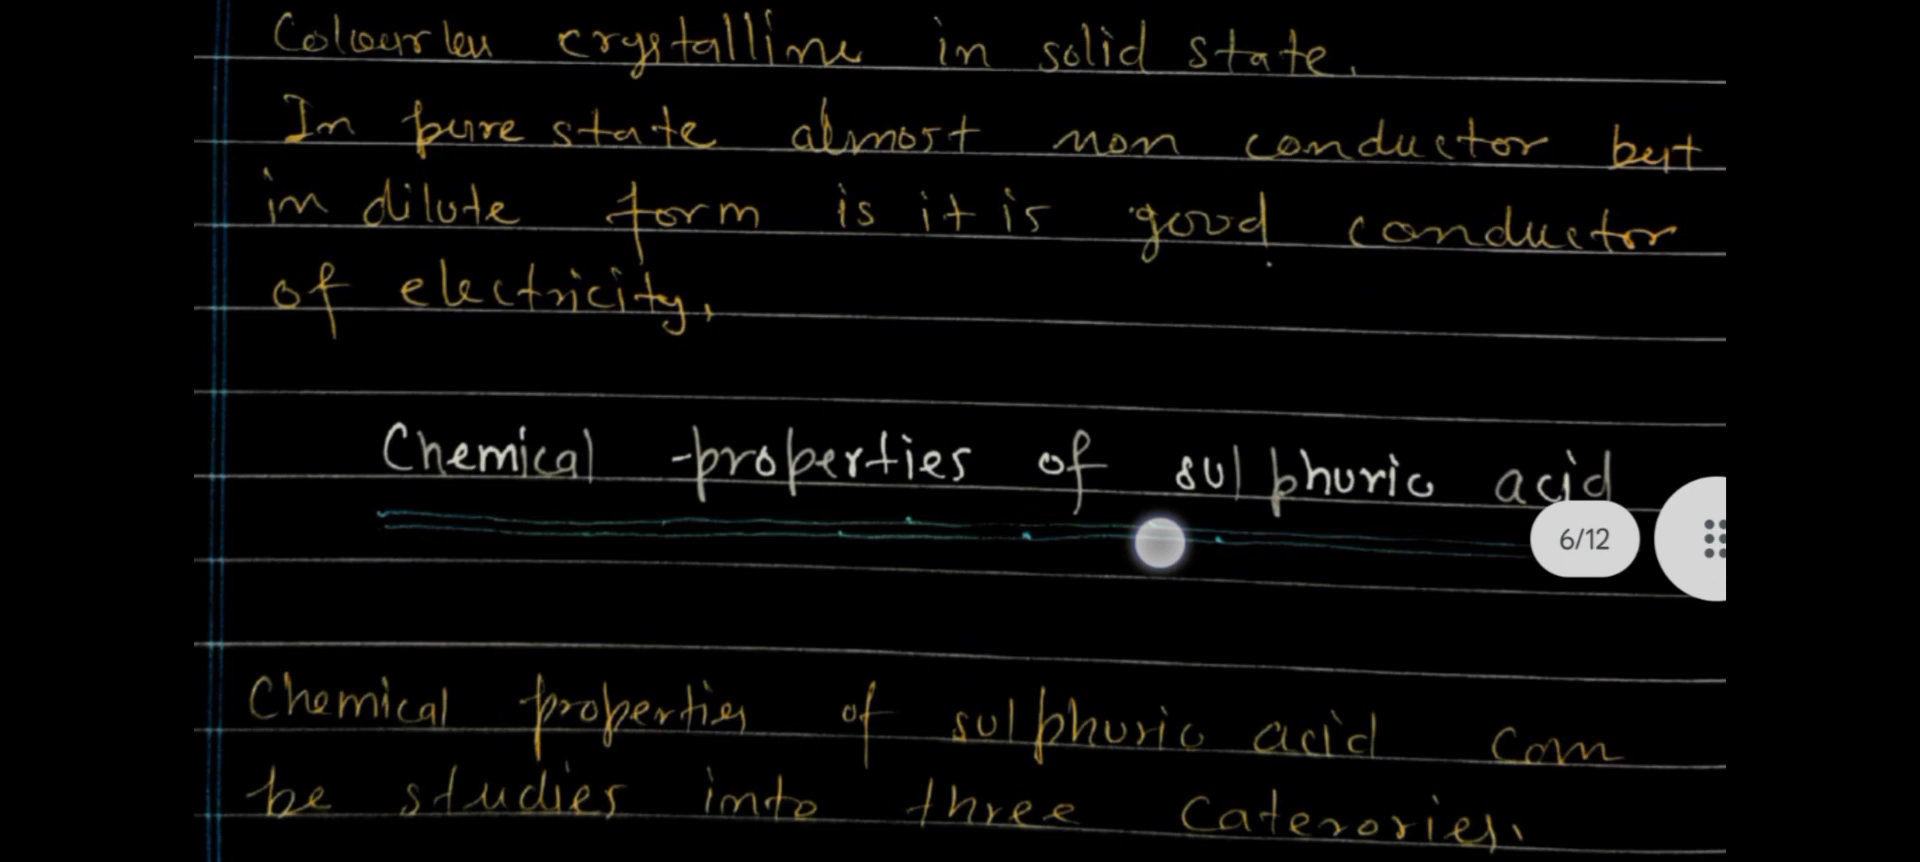 Colourless crystalline in solid state.
In pure state almost non conductor but
in dilute form is it is good conductor
of electricity,
Chemical properties of sulphuric acid
6/12
Chemical properties of sulphuric acid can
be studies into three caterories.